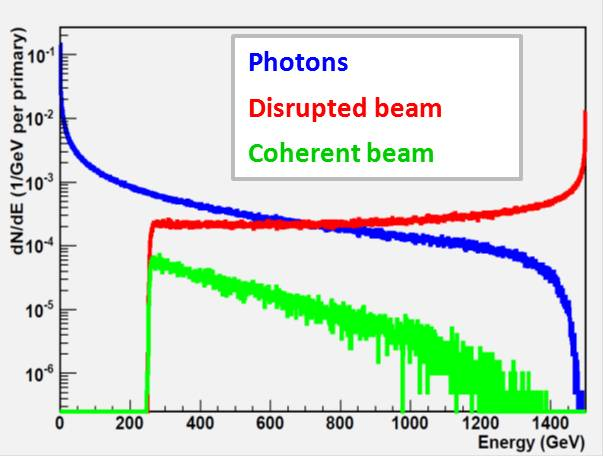 dN/dE (1/GeV per primary)
10-1
10-2
10-3
10-4
10-5
10-6
Photons
Disrupted beam
Coherent beam
0 200 400 600 800 1000 1200 1400
Energy (GeV)